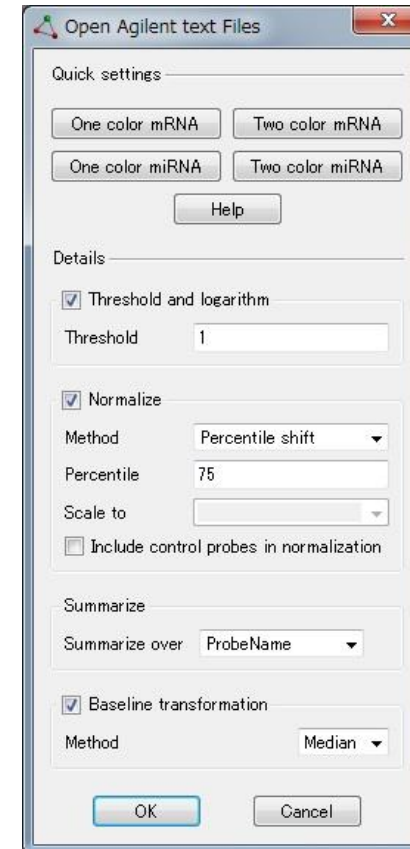 Open Agilent text Files
Quick settings
One color mRNA Two color mRNA
One color miRNA Two color miRNA
Help
Details
Threshold and logarithm
Threshold 1
Normalize
Method Percentile shift
Percentile 75
Scale to
Include control probes in normalization
Summarize
Summarize over ProbeName
Baseline transformation
Method Median
OK Cancel